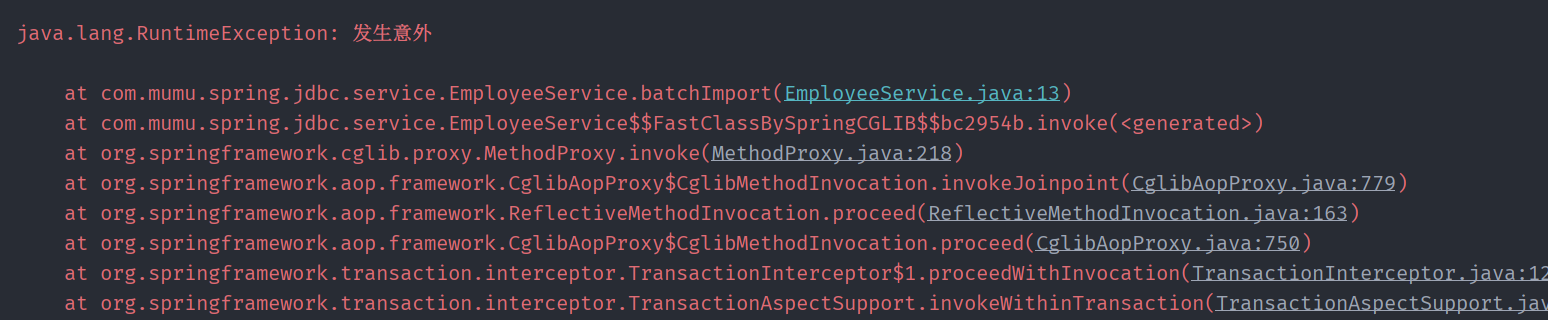 java.lang.RuntimeException: 发生意外
at com.mumu.spring.jdbc.service.EmployeeService.batchImport(EmployeeService.java:13)
at com.mumu.spring.jdbc.service.EmployeeService$$FastClassBySpringCGLIB$$bc2954b.invoke(<generated>)
at org.springframework.cglib.proxy.MethodProxy.invoke(MethodProxy.java:218)
at org.springframework.aop.framework.CglibAopProxy$CglibMethodInvocation.invokeJoinpoint(CglibAopProxy.java:779)
at org.springframework.aop.framework.ReflectiveMethodInvocation.proceed(ReflectiveMethodInvocation.java:163)
at org.springframework.aop.framework.CglibAopProxy$CglibMethodInvocation.proceed(CglibAopProxy.java:750)
at org.springframework.transaction.interceptor.TransactionInterceptor$1.proceedWithInvocation(TransactionInterceptor.java:12
at org.springframework.transaction.interceptor.TransactionAspectSupport.invokeWithinTransaction(TransactionAspectSupport.jav